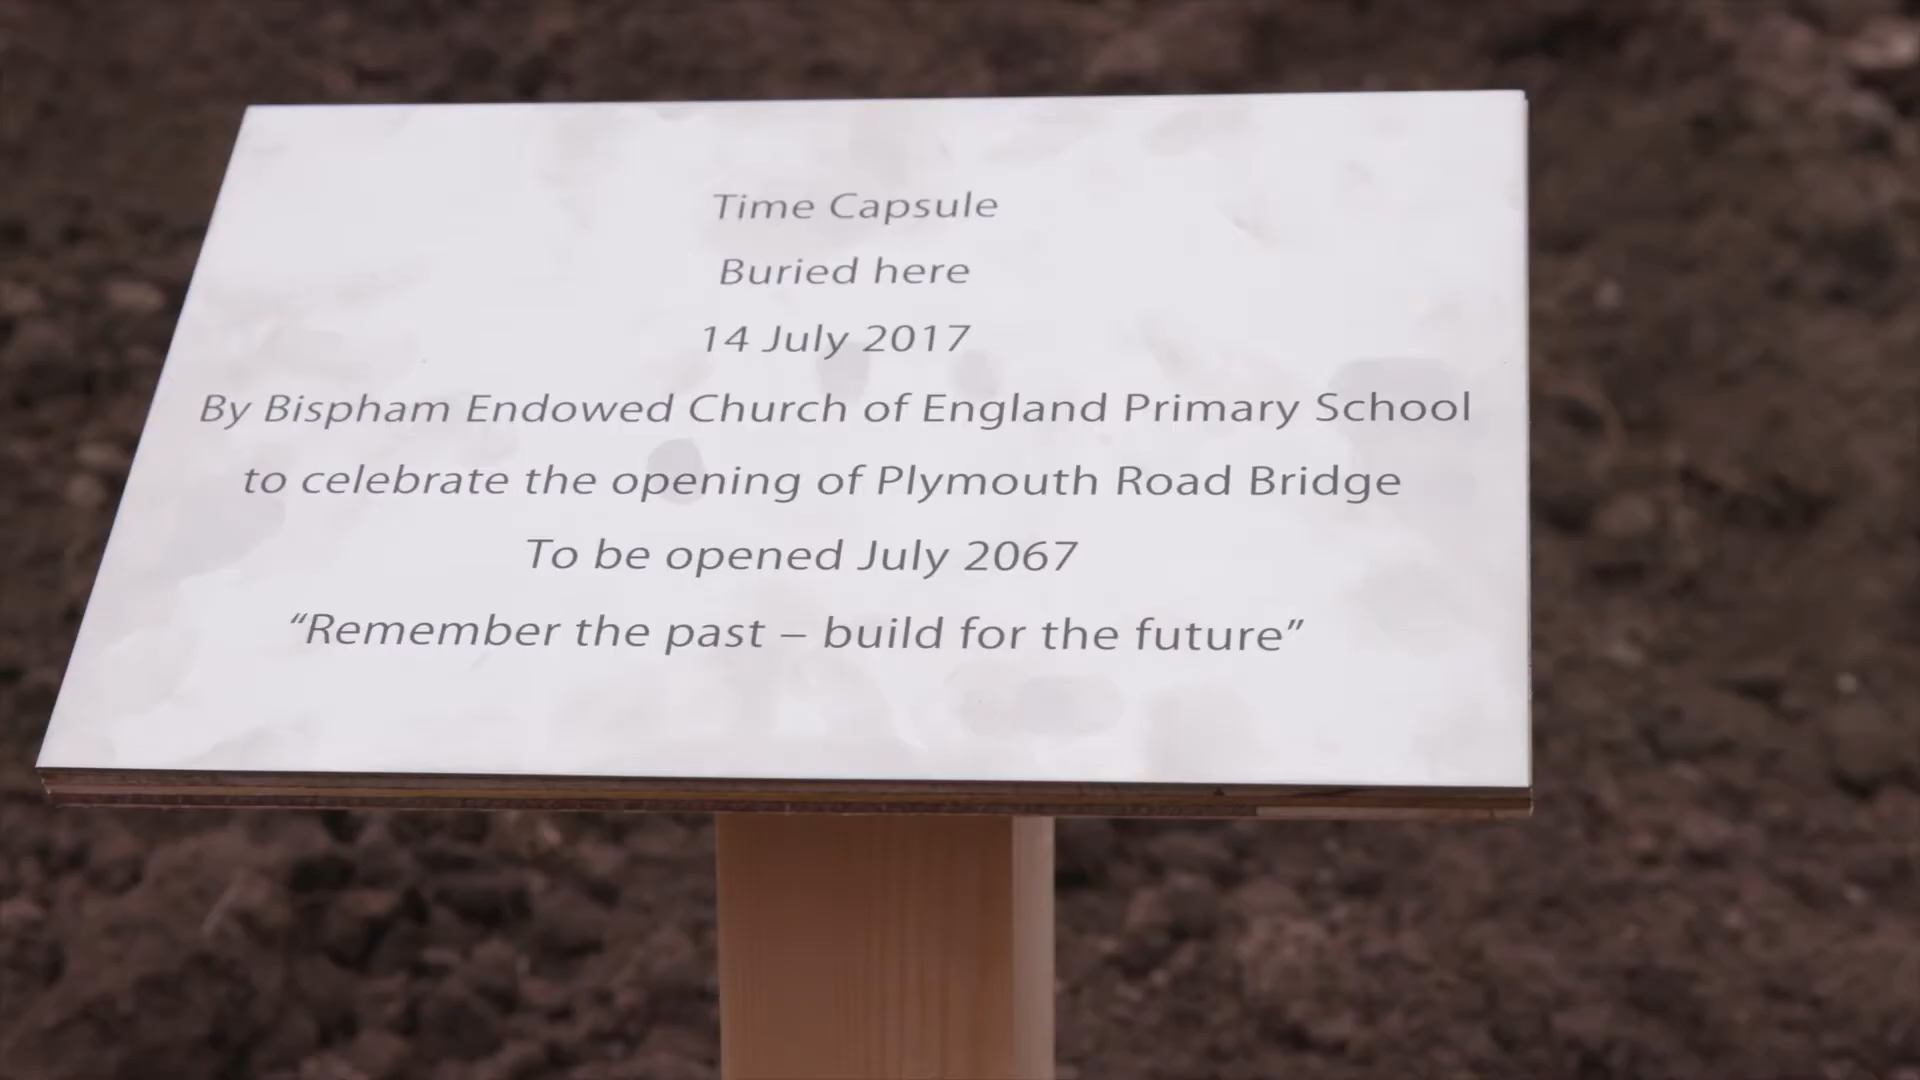 Time Capsule
Buried here
14 July 2017
By Bispham Endowed Church of England Primary School
to celebrate the opening of Plymouth Road Bridge
To be opened July 2067
“Remember the past – build for the future”